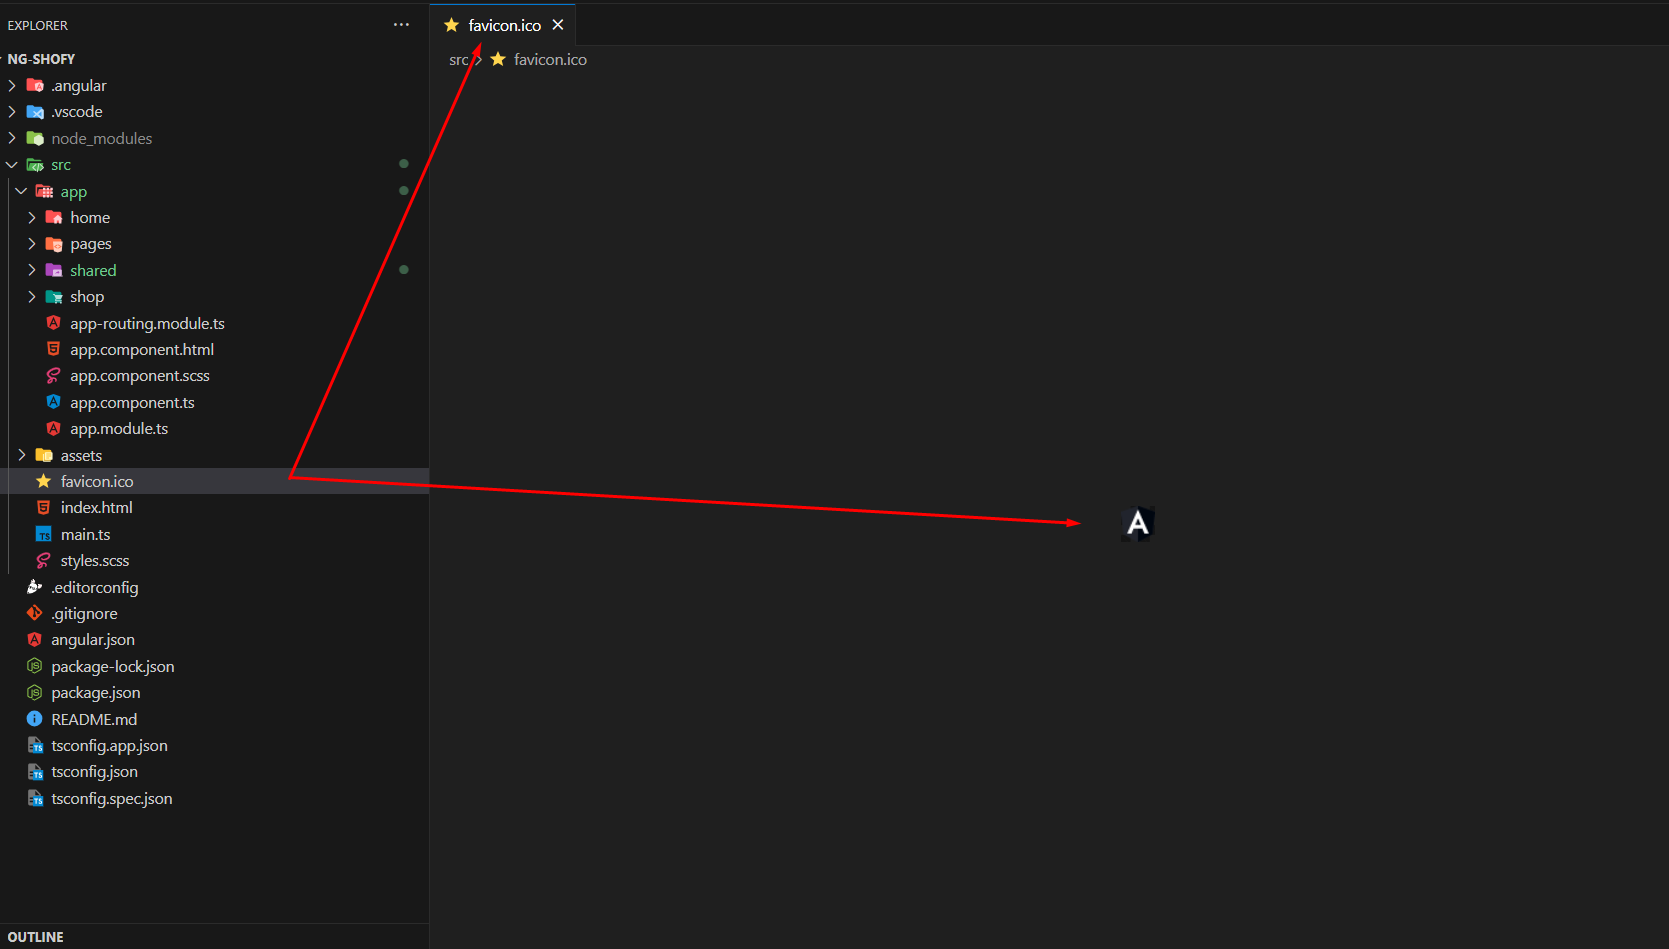 EXPLORER
NG-SHOFY
.angular
.vscode
node_modules
src
app
home
pages
shared
shop
app-routing.module.ts
app.component.html
app.component.scss
app.component.ts
app.module.ts
assets
favicon.ico
index.html
main.ts
styles.scss
.editorconfig
.gitignore
angular.json
package-lock.json
package.json
README.md
tsconfig.app.json
tsconfig.json
tsconfig.spec.json
OUTLINE
favicon.ico
src > favicon.ico
A